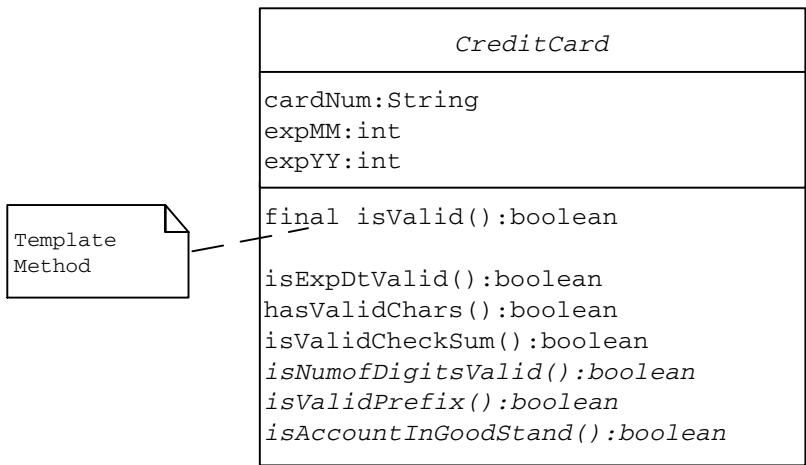 CreditCard
cardNum:String
expMM:int
expYY:int
final isValid():boolean
Template
Method
isExpDtValid():boolean
hasValidChars():boolean
isValidCheckSum():boolean
isNumofDigitsValid():boolean
isValidPrefix():boolean
isAccountInGoodStand():boolean